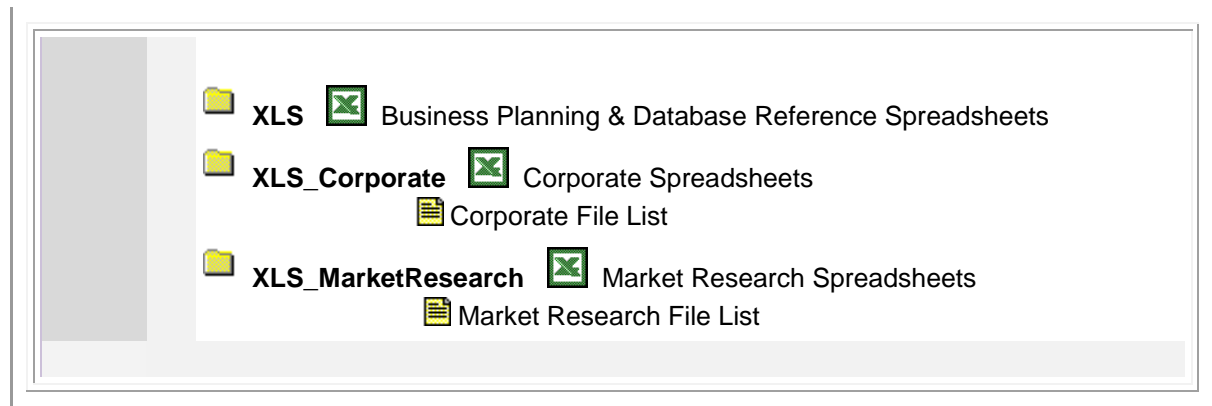 XLS Business Planning & Database Reference Spreadsheets
XLS_Corporate Corporate Spreadsheets
Corporate File List
XLS_MarketResearch Market Research Spreadsheets
Market Research File List